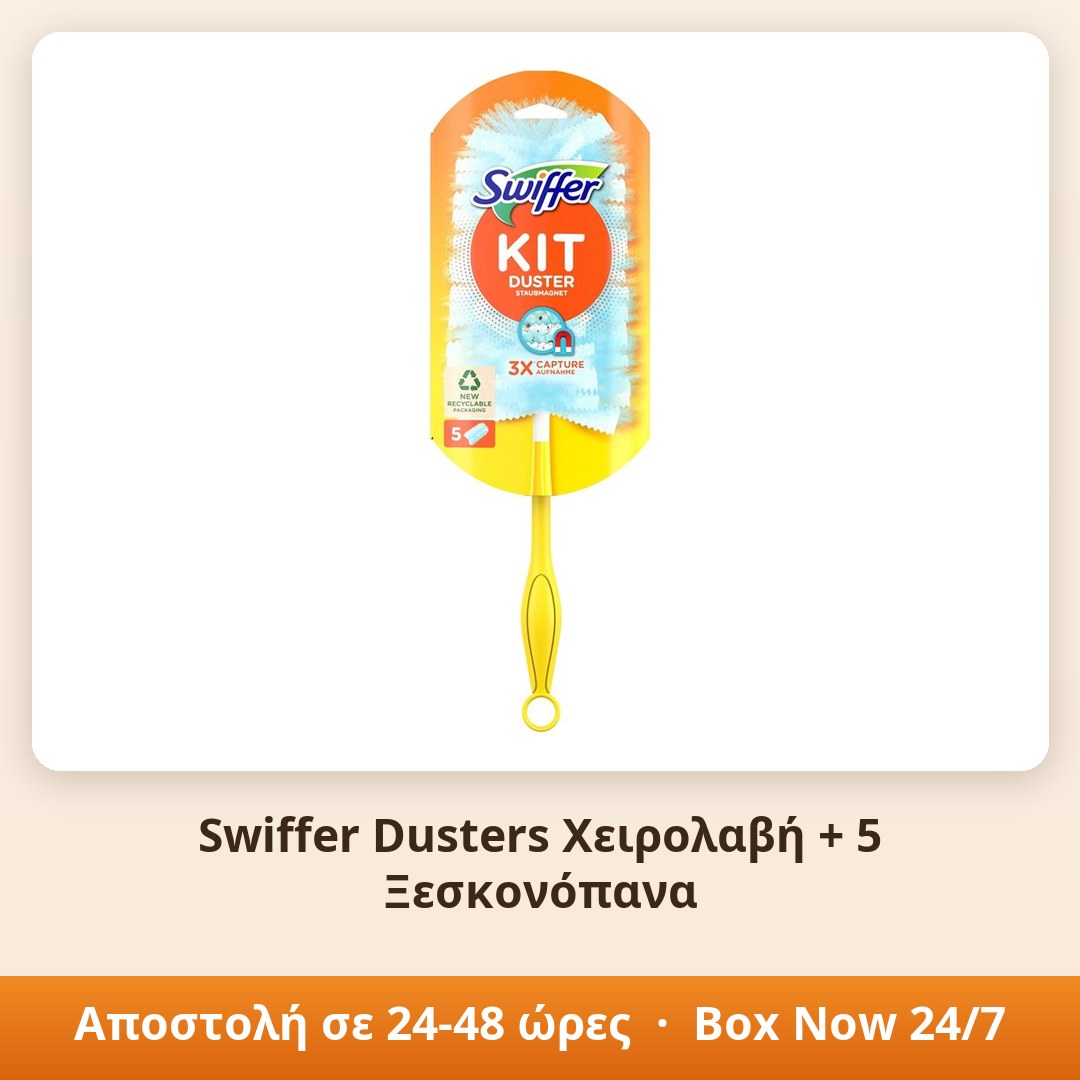 Swiffer
KIT
DUSTER
STAUBMAGNET
3X CAPTURE
AUFNAHME
NEW
RECYCLABLE
PACKAGING
5
Swiffer Dusters Χειρολαβή + 5
Ξεσκονόπανα
Αποστολή σε 24-48 ώρες · Box Now 24/7